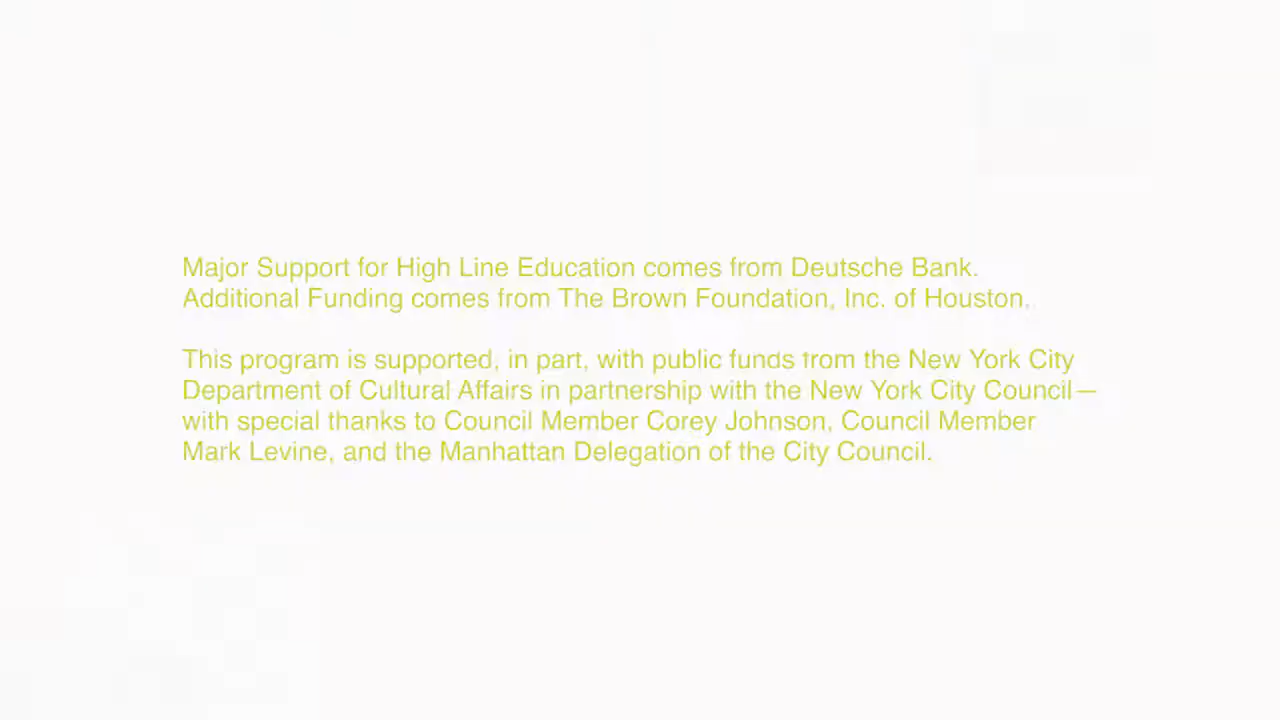 Major Support for High Line Education comes from Deutsche Bank.
Additional Funding comes from The Brown Foundation, Inc. of Houston.
This program is supported, in part, with public funds from the New York City
Department of Cultural Affairs in partnership with the New York City Council—
with special thanks to Council Member Corey Johnson, Council Member
Mark Levine, and the Manhattan Delegation of the City Council.